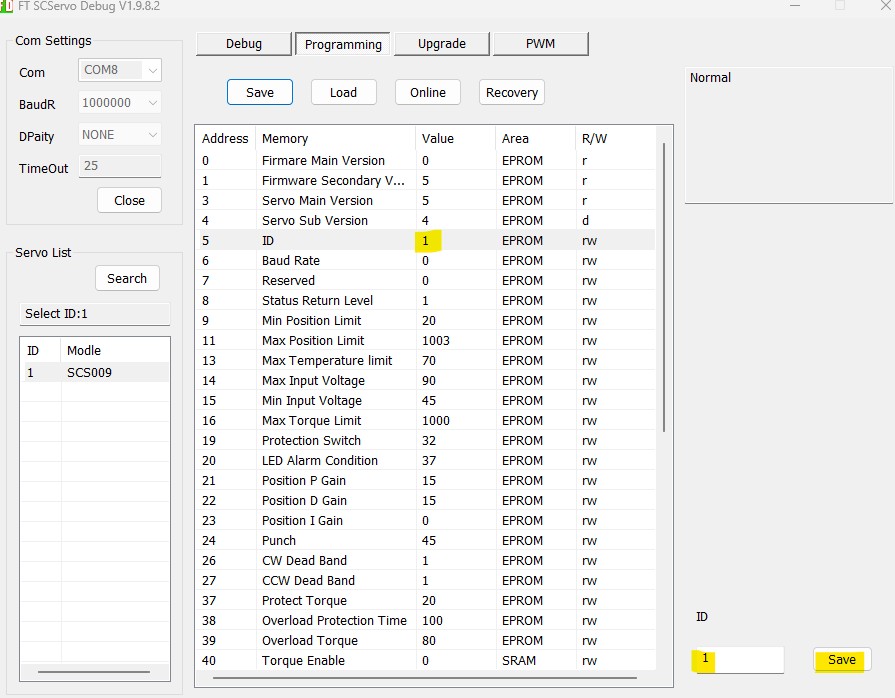 FT SCServo Debug V1.9.8.2
Com Settings
Com COM8
BaudR 1000000
DPaity NONE
TimeOut 25
Close
Servo List
Search
Select ID:1
ID Modle
1 SCS009
Debug Programming Upgrade PWM
Save Load Online Recovery
Address Memory Value Area R/W
0 Firmare Main Version 0 EPROM r
1 Firmware Secondary V... 5 EPROM r
3 Servo Main Version 5 EPROM r
4 Servo Sub Version 4 EPROM d
5 ID 1 EPROM rw
6 Baud Rate 0 EPROM rw
7 Reserved 0 EPROM rw
8 Status Return Level 1 EPROM rw
9 Min Position Limit 20 EPROM rw
11 Max Position Limit 1003 EPROM rw
13 Max Temperature limit 70 EPROM rw
14 Max Input Voltage 90 EPROM rw
15 Min Input Voltage 45 EPROM rw
16 Max Torque Limit 1000 EPROM rw
19 Protection Switch 32 EPROM rw
20 LED Alarm Condition 37 EPROM rw
21 Position P Gain 15 EPROM rw
22 Position D Gain 15 EPROM rw
23 Position I Gain 0 EPROM rw
24 Punch 45 EPROM rw
26 CW Dead Band 1 EPROM rw
27 CCW Dead Band 1 EPROM rw
37 Protect Torque 20 EPROM rw
38 Overload Protection Time 100 EPROM rw
39 Overload Torque 80 EPROM rw
40 Torque Enable 0 SRAM rw
Normal
ID
1 Save